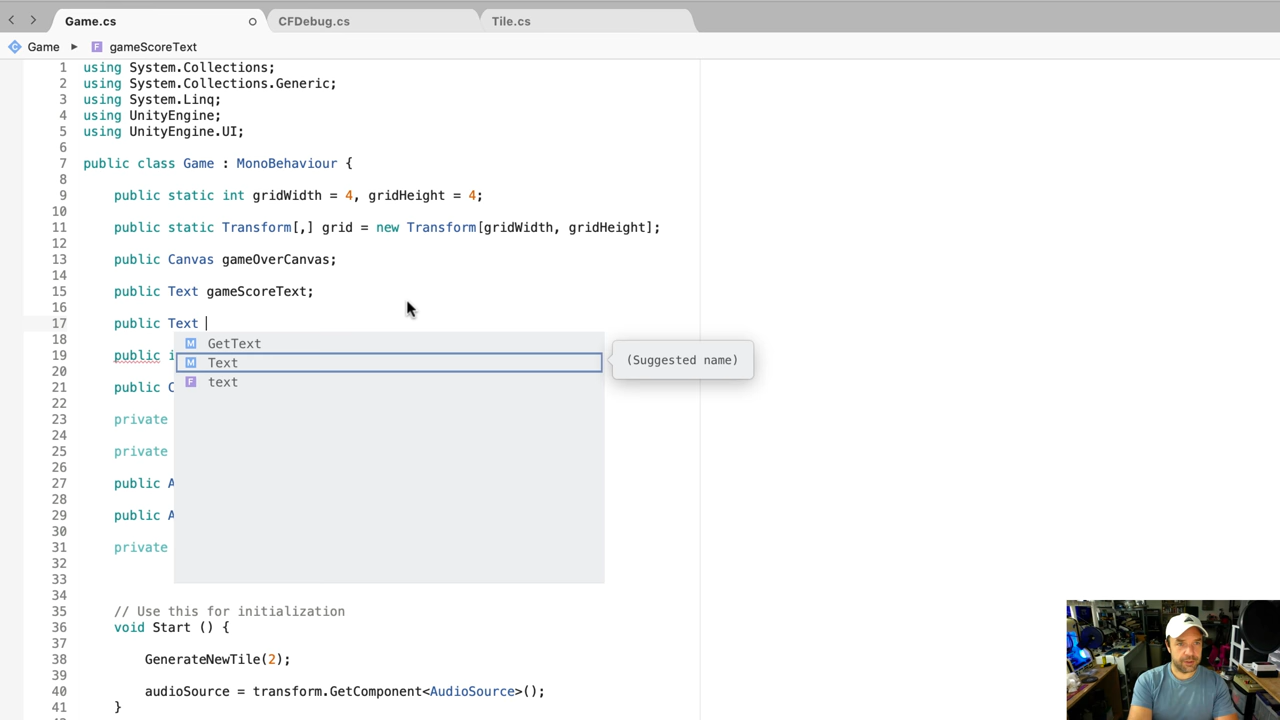 Game.cs
CFDebug.cs
Tile.cs
Game
F gameScoreText
1 using System.Collections;
2 using System.Collections.Generic;
3 using System.Linq;
4 using UnityEngine;
5 using UnityEngine.UI;
6
7 public class Game : MonoBehaviour {
8
9 public static int gridWidth = 4, gridHeight = 4;
10
11 public static Transform[,] grid = new Transform[gridWidth, gridHeight];
12
13 public Canvas gameOverCanvas;
14
15 public Text gameScoreText;
16
17 public Text
M GetText
18
19 public i
M Text
(Suggested name)
20
F text
21 public C
22
23 private
24
25 private
26
27 public A
28
29 public A
30
31 private
32
33
34
35 // Use this for initialization
36 void Start () {
37
38 GenerateNewTile(2);
39
40 audioSource = transform.GetComponent<AudioSource>();
41 }